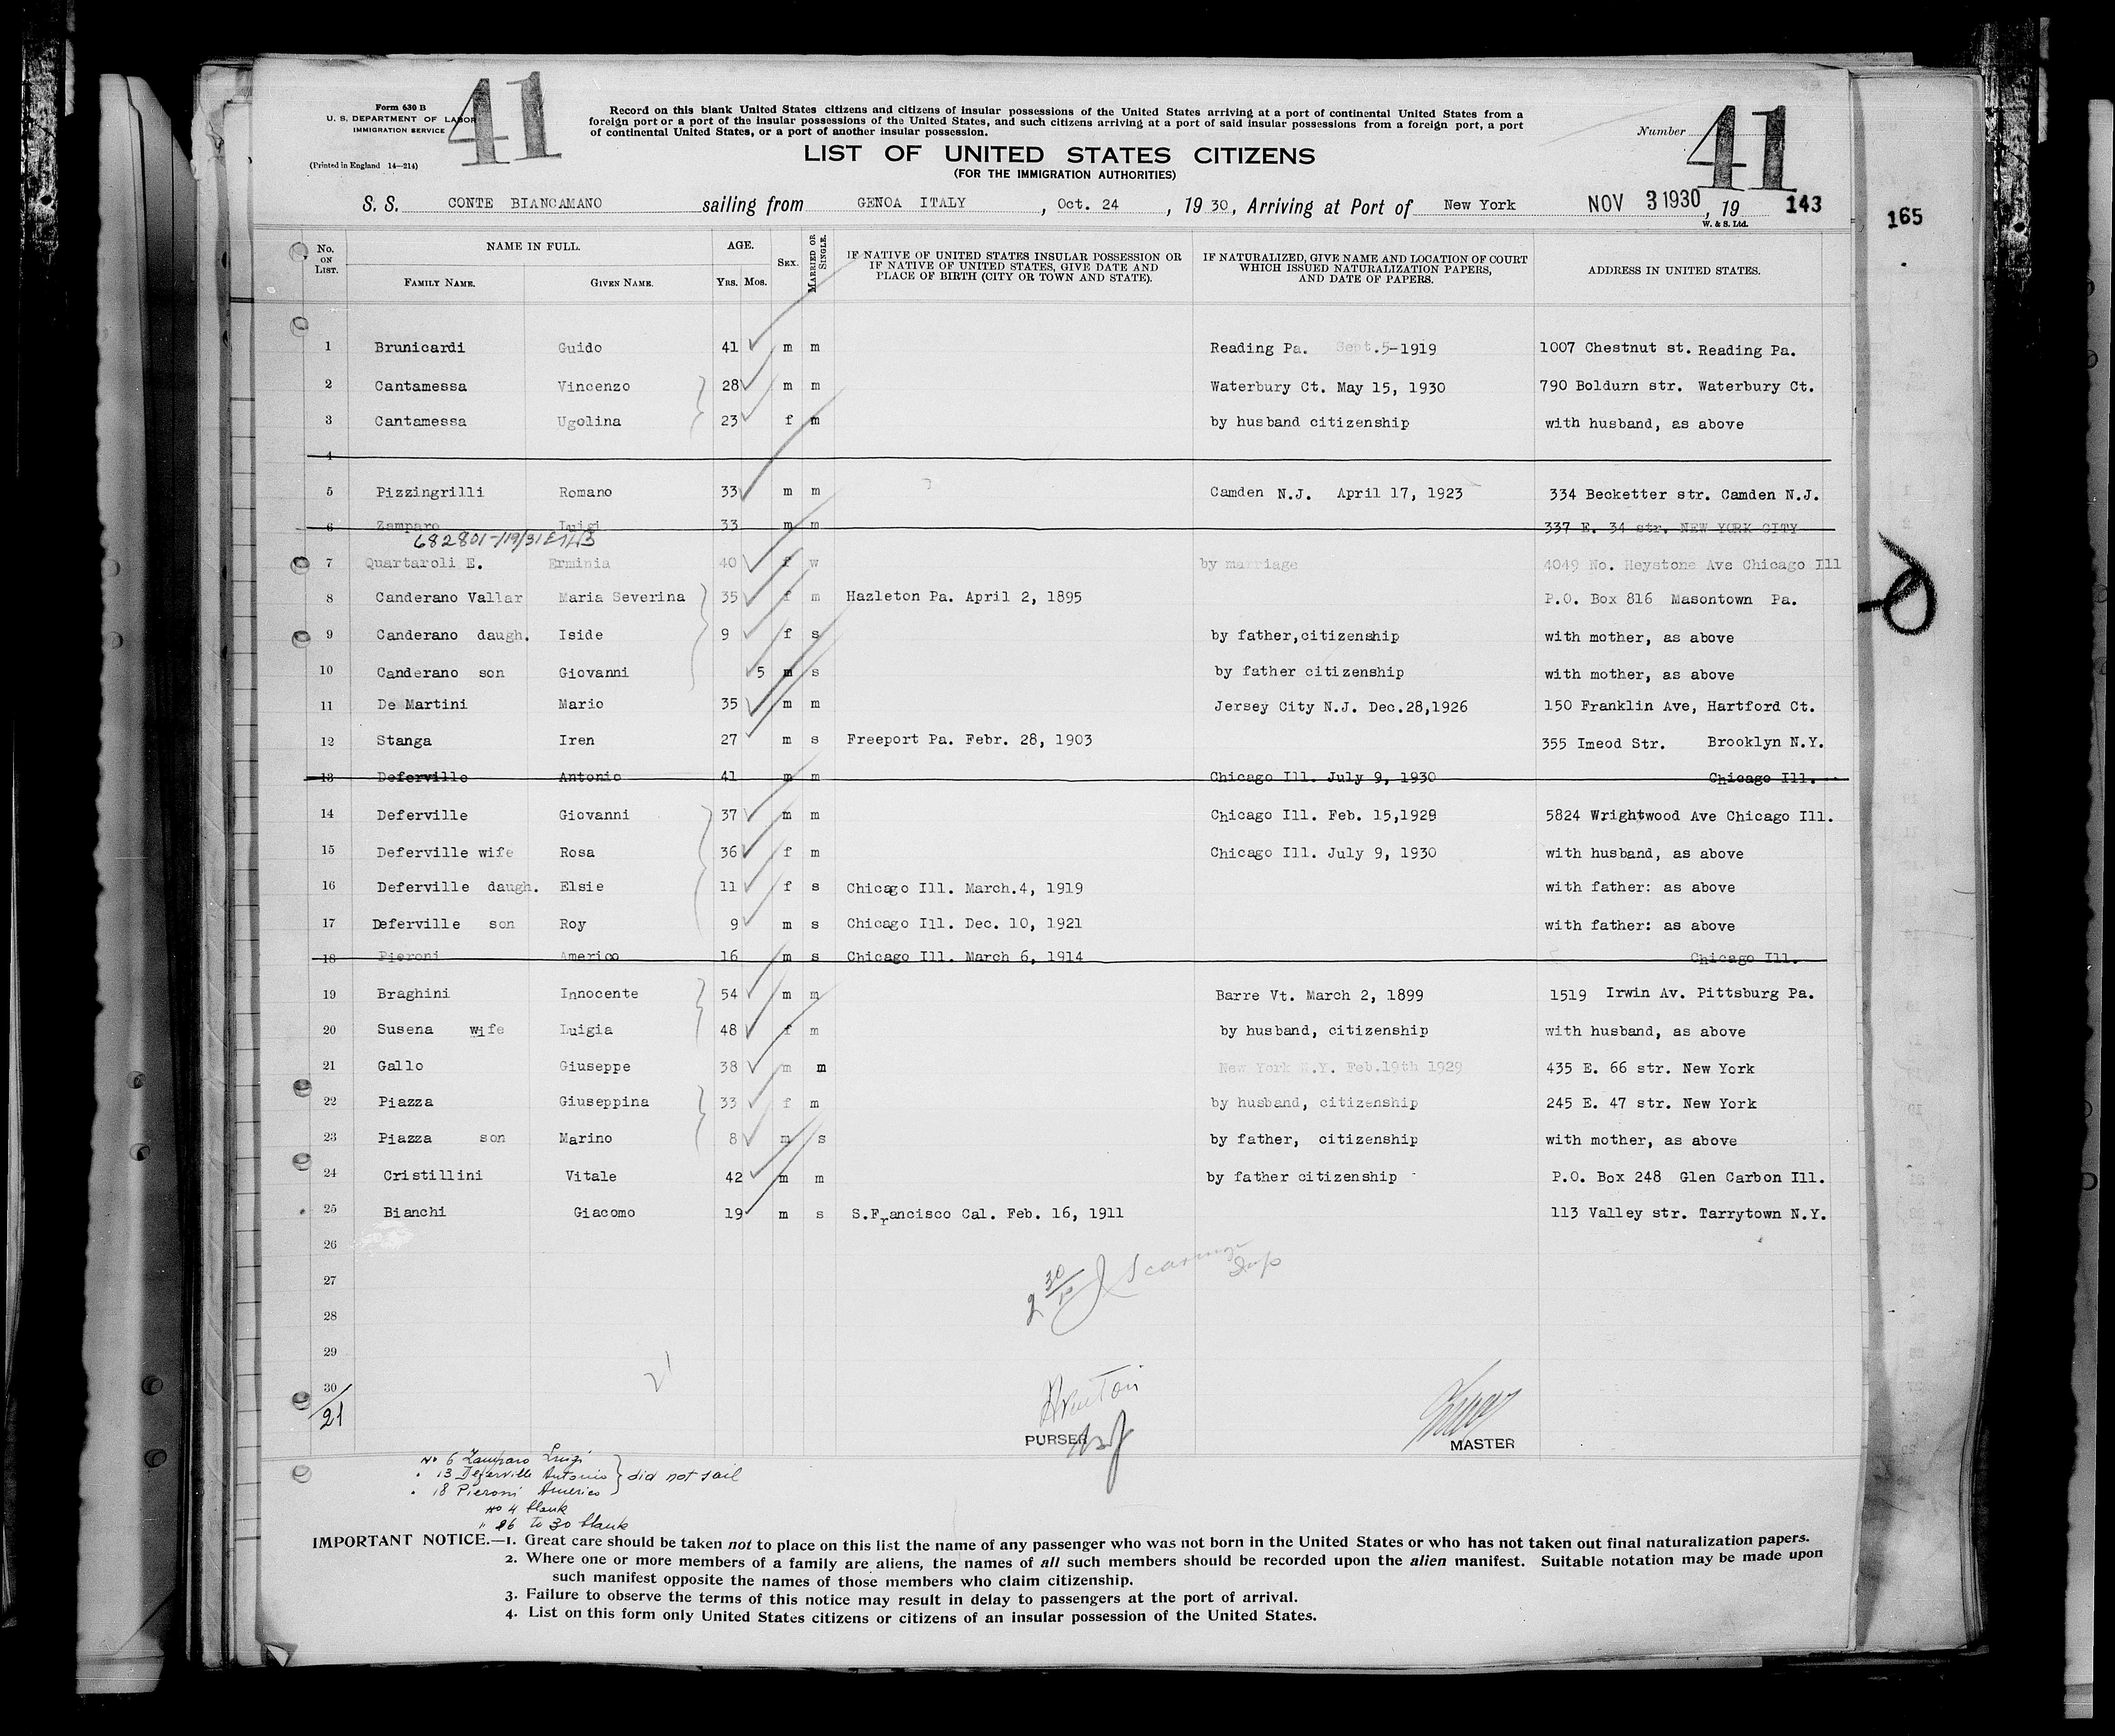 Form 630 B
U. S. DEPARTMENT OF LABOR
IMMIGRATION SERVICE
(Printed in England 14—214)
41
Record on this blank United States citizens and citizens of insular possessions of the United States arriving at a port of continental United States from a
foreign port or a port of the insular possessions of the United States, and such citizens arriving at a port of said insular possessions from a foreign port, a port
of continental United States, or a port of another insular possession.
Number 41
LIST OF UNITED STATES CITIZENS
(FOR THE IMMIGRATION AUTHORITIES)
S. S. CONTE BIANCAMANO sailing from GENOA ITALY , Oct. 24 , 1930, Arriving at Port of New York NOV 3 1930 , 19 143
W. & S. Ltd.
165
No. ON LIST. NAME IN FULL. AGE. SEX. MARRIED OR SINGLE. IF NATIVE OF UNITED STATES INSULAR POSSESSION OR IF NATIVE OF UNITED STATES, GIVE DATE AND PLACE OF BIRTH (CITY OR TOWN AND STATE). IF NATURALIZED, GIVE NAME AND LOCATION OF COURT WHICH ISSUED NATURALIZATION PAPERS, AND DATE OF PAPERS. ADDRESS IN UNITED STATES.
FAMILY NAME. GIVEN NAME. Yrs. Mos.
1 Brunicardi Guido 41 m m Reading Pa. Sept.5-1919 1007 Chestnut st. Reading Pa.
2 Cantamessa Vincenzo 28 m m Waterbury Ct. May 15, 1930 790 Boldurn str. Waterbury Ct.
3 Cantamessa Ugolina 23 f m by husband citizenship with husband, as above
4
5 Pizzingrilli Romano 33 m m Camden N.J. April 17, 1923 334 Becketter str. Camden N.J.
6 Zamparo Luigi 33 m m 337 E. 34 str. NEW YORK CITY
7 Quartaroli E. Erminia 40 f w by marriage 4049 No. Heystone Ave Chicago Ill
8 Canderano Vallar Maria Severina 35 f m Hazleton Pa. April 2, 1895 P.O. Box 816 Masontown Pa.
9 Canderano daugh. Iside 9 f s by father,citizenship with mother, as above
10 Canderano son Giovanni 5 m s by father citizenship with mother, as above
11 De Martini Mario 35 m m Jersey City N.J. Dec.28,1926 150 Franklin Ave, Hartford Ct.
12 Stanga Iren 27 m s Freeport Pa. Febr. 28, 1903 355 Imeod Str. Brooklyn N.Y.
13 Deferville Antonio 41 m m Chicago Ill. July 9, 1930 Chicago Ill.
14 Deferville Giovanni 37 m m Chicago Ill. Feb. 15,1929 5824 Wrightwood Ave Chicago Ill.
15 Deferville wife Rosa 36 f m Chicago Ill. July 9, 1930 with husband, as above
16 Deferville daugh. Elsie 11 f s Chicago Ill. March.4, 1919 with father: as above
17 Deferville son Roy 9 m s Chicago Ill. Dec. 10, 1921 with father: as above
18 Pieroni Americo 16 m s Chicago Ill. March 6, 1914 Chicago Ill.
19 Braghini Innocente 54 m m Barre Vt. March 2, 1899 1519 Irwin Av. Pittsburg Pa.
20 Susena wife Luigia 48 f m by husband, citizenship with husband, as above
21 Gallo Giuseppe 38 m m New York N.Y. Feb.19th 1929 435 E. 66 str. New York
22 Piazza Giuseppina 33 f m by husband, citizenship 245 E. 47 str. New York
23 Piazza son Marino 8 m s by father, citizenship with mother, as above
24 Cristillini Vitale 42 m m by father citizenship P.O. Box 248 Glen Carbon Ill.
25 Bianchi Giacomo 19 m s S.Francisco Cal. Feb. 16, 1911 113 Valley str. Tarrytown N.Y.
26
27
28
29
30
21
PURSER
MASTER
No 6 Zamparo Luigi
" 13 Deferville Antonio } did not sail
" 18 Pieroni Americo
No 4 blank
" 26 to 30 blank
IMPORTANT NOTICE.—1. Great care should be taken not to place on this list the name of any passenger who was not born in the United States or who has not taken out final naturalization papers.
2. Where one or more members of a family are aliens, the names of all such members should be recorded upon the alien manifest. Suitable notation may be made upon
such manifest opposite the names of those members who claim citizenship.
3. Failure to observe the terms of this notice may result in delay to passengers at the port of arrival.
4. List on this form only United States citizens or citizens of an insular possession of the United States.